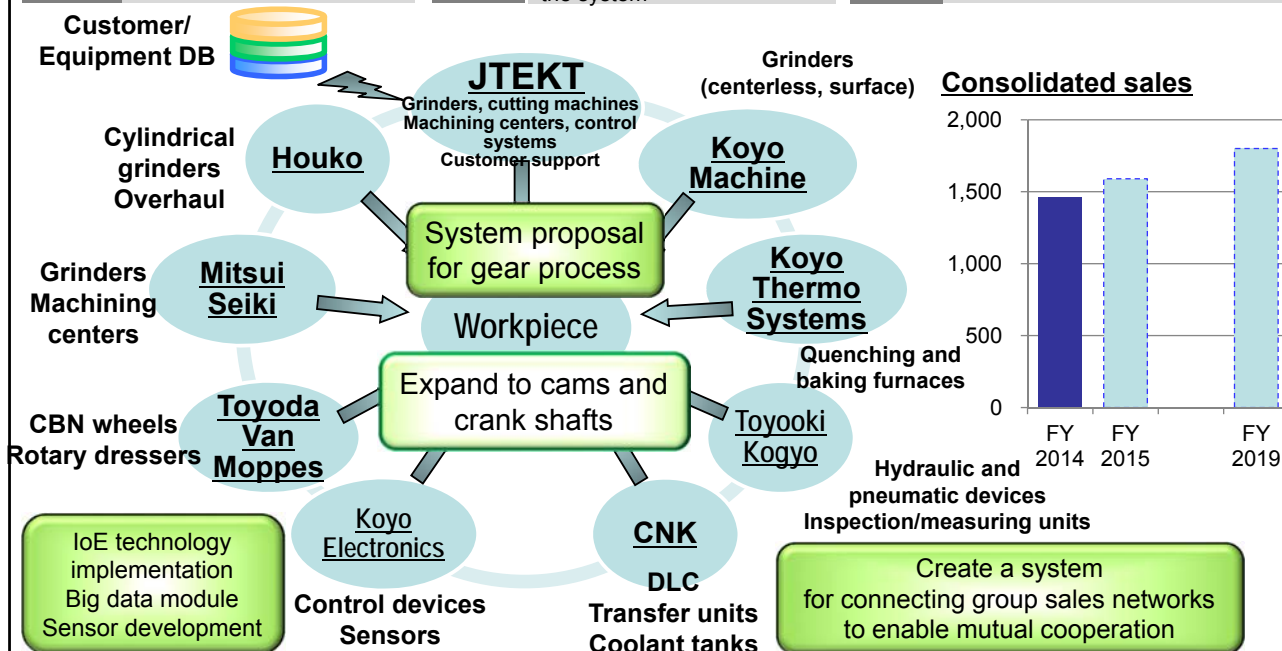 the system
Customer/
Equipment DB
JTEKT
Grinders, cutting machines
Machining centers, control
systems
Customer support
Grinders
(centerless, surface)
Cylindrical
grinders
Overhaul
Houko
Koyo
Machine
System proposal
for gear process
Grinders
Machining
centers
Mitsui
Seiki
Workpiece
Koyo
Thermo
Systems
Quenching and
baking furnaces
Expand to cams and
crank shafts
CBN wheels
Rotary dressers
Toyoda
Van
Moppes
Toyooki
Kogyo
Hydraulic and
pneumatic devices
Inspection/measuring units
Koyo
Electronics
Control devices
Sensors
CNK
DLC
Transfer units
Coolant tanks
IoE technology
implementation
Big data module
Sensor development
Create a system
for connecting group sales networks
to enable mutual cooperation
Consolidated sales
2,000
1,500
1,000
500
0
FY
2014
FY
2015
FY
2019